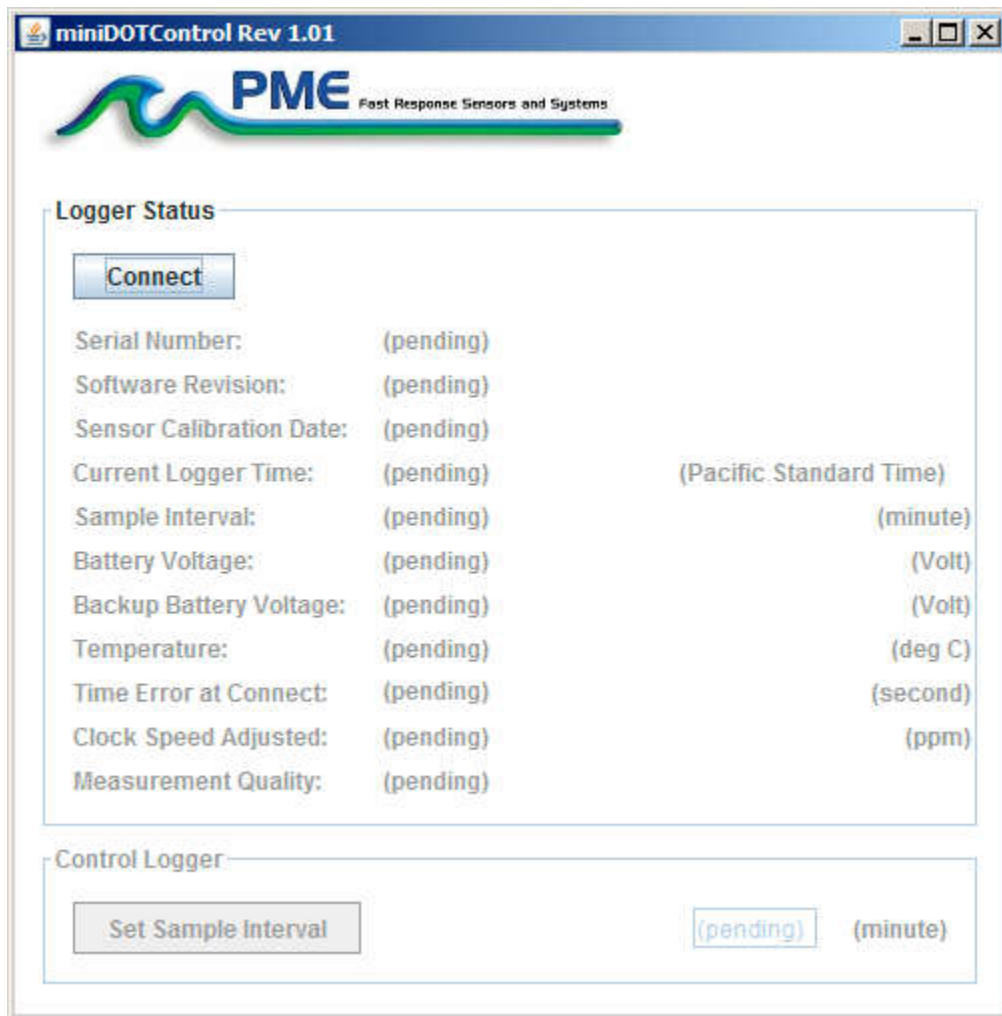 miniDOTControl Rev 1.01
PME Fast Response Sensors and Systems
Logger Status
Connect
Serial Number: (pending)
Software Revision: (pending)
Sensor Calibration Date: (pending)
Current Logger Time: (pending) (Pacific Standard Time)
Sample Interval: (pending) (minute)
Battery Voltage: (pending) (Volt)
Backup Battery Voltage: (pending) (Volt)
Temperature: (pending) (deg C)
Time Error at Connect: (pending) (second)
Clock Speed Adjusted: (pending) (ppm)
Measurement Quality: (pending)
Control Logger
Set Sample Interval (pending) (minute)